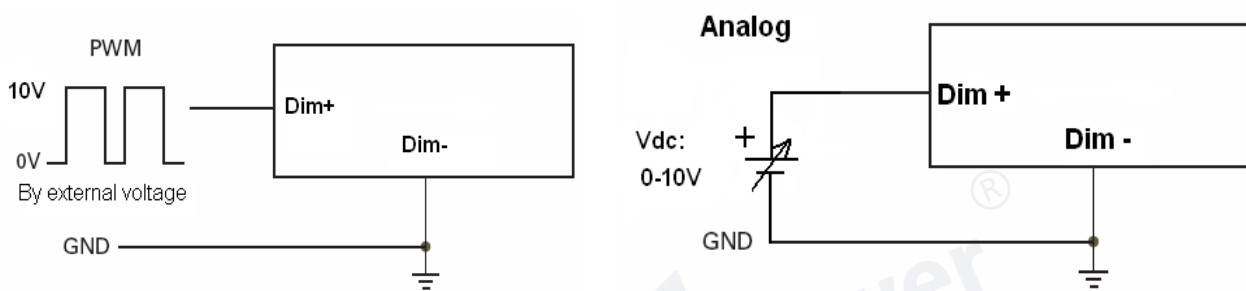 PWM
10V
0V
By external voltage
Dim+
Dim-
GND
Analog
Vdc:
0-10V
+
Dim +
Dim -
GND
®